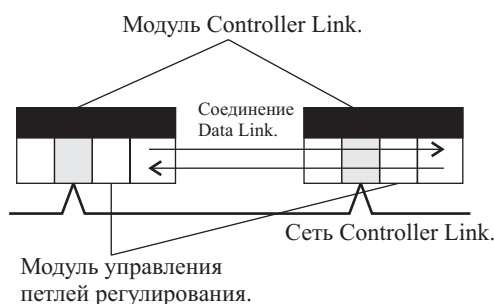 Модуль Controller Link.
Соединение
Data Link.
Сеть Controller Link.
Модуль управления
петлей регулирования.